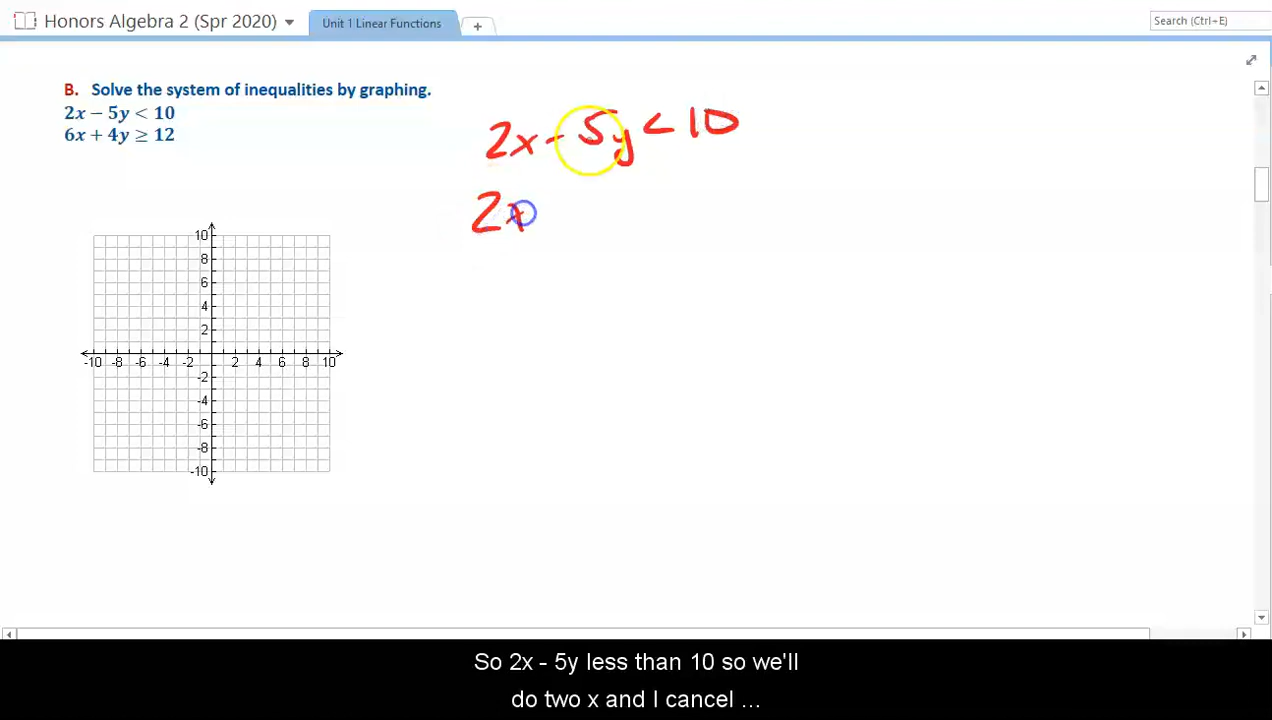 Honors Algebra 2 (Spr 2020)
Unit 1 Linear Functions
+
Search (Ctrl+E)
B. Solve the system of inequalities by graphing.
2x − 5y < 10
6x + 4y ≥ 12
2x - 5y < 10
2x
10
8
6
4
2
-10 -8 -6 -4 -2 2 4 6 8 10
-2
-4
-6
-8
-10
So 2x - 5y less than 10 so we'll
do two x and I cancel ...